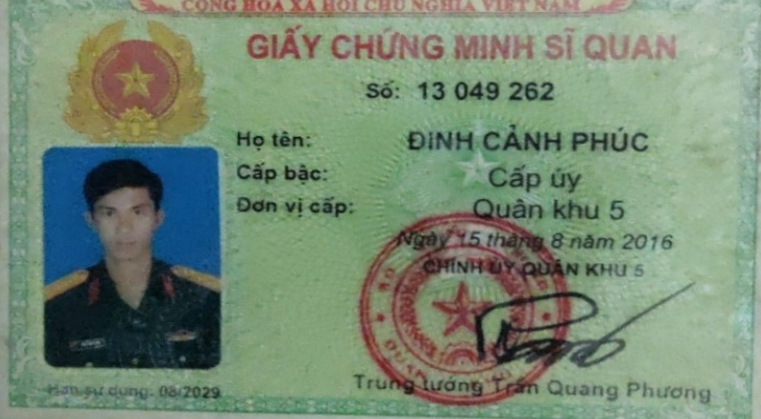 CỘNG HÒA XÃ HỘI CHỦ NGHĨA VIỆT NAM
GIẤY CHỨNG MINH SĨ QUAN
Số: 13 049 262
Họ tên: ĐINH CẢNH PHÚC
Cấp bậc: Cấp úy
Đơn vị cấp: Quân khu 5
Ngày 15 tháng 8 năm 2016
CHÍNH ỦY QUÂN KHU 5
Hạn sử dụng: 08/2029
Trung tướng Trần Quang Phương